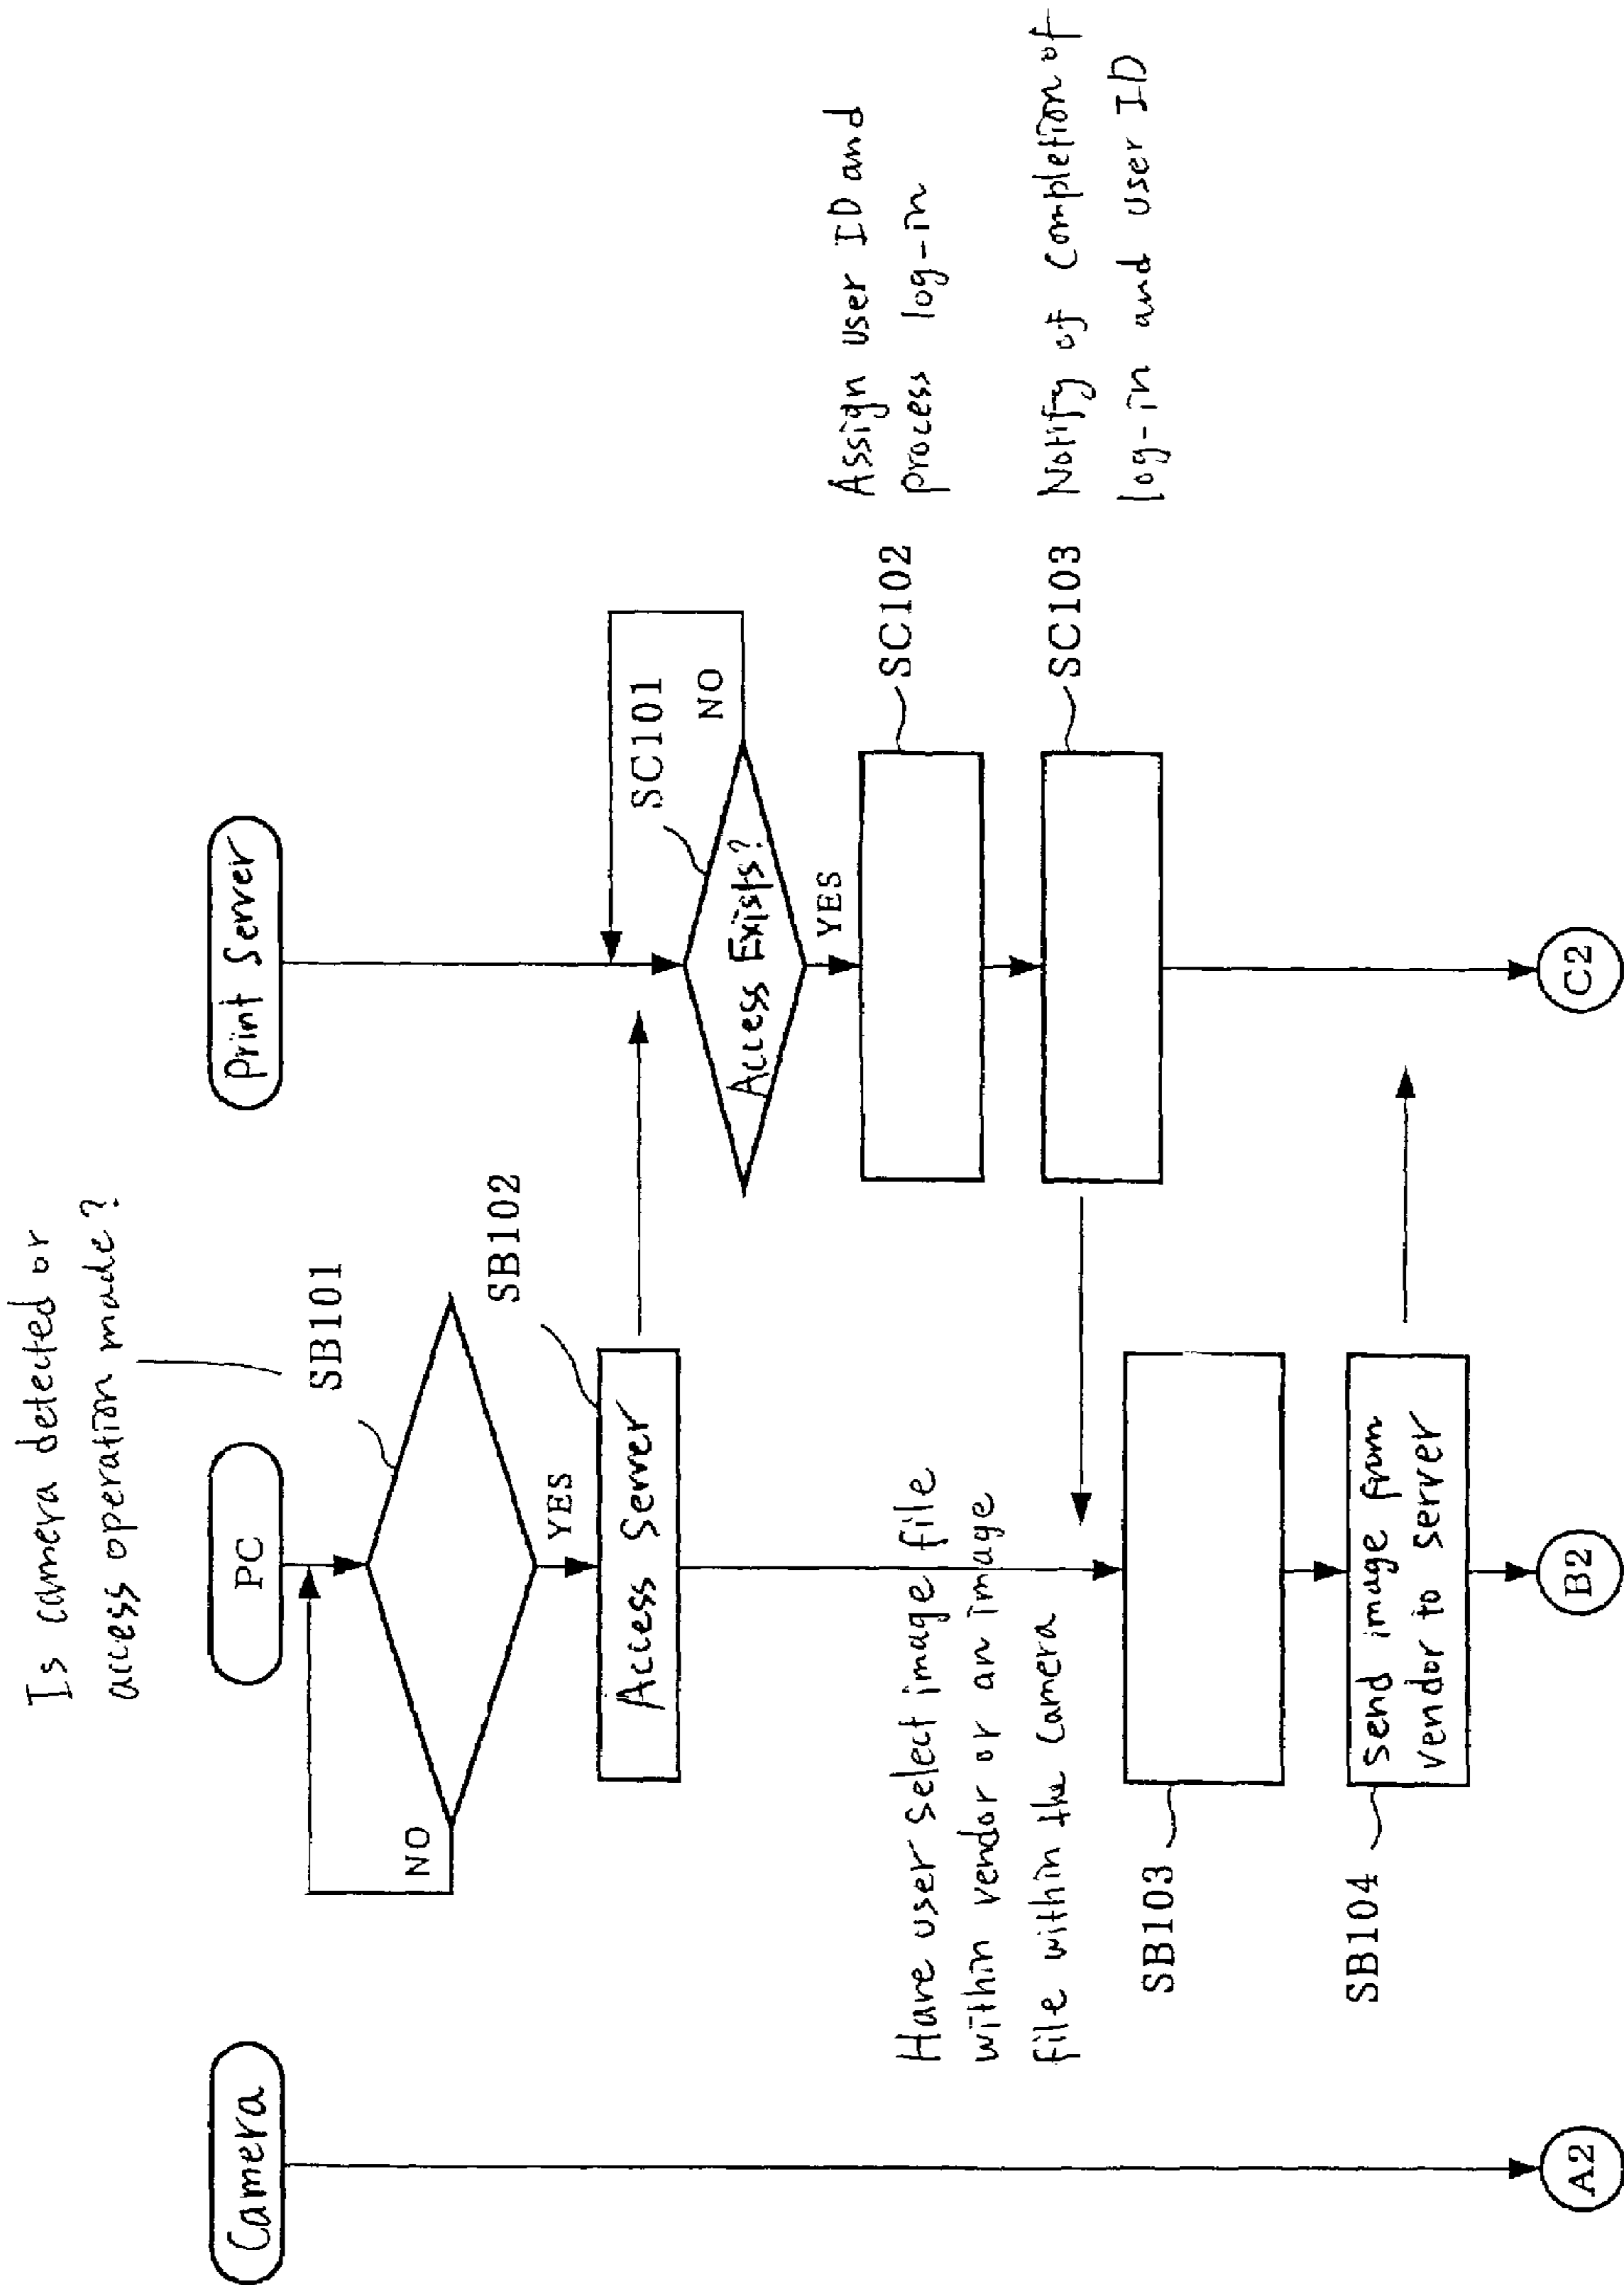 Is camera detected or
access operation made?
Camera
PC
Print Server
SB101
NO
YES
SB102
Access Server
SC101
NO
Access Exists?
YES
SC102
Assign user ID and
process log-in
SC103
Notify of completion of
log-in and user ID
Have user select image file
within vendor or an image
file within the camera
SB103
SB104
send image from
vendor to server
A2
B2
C2